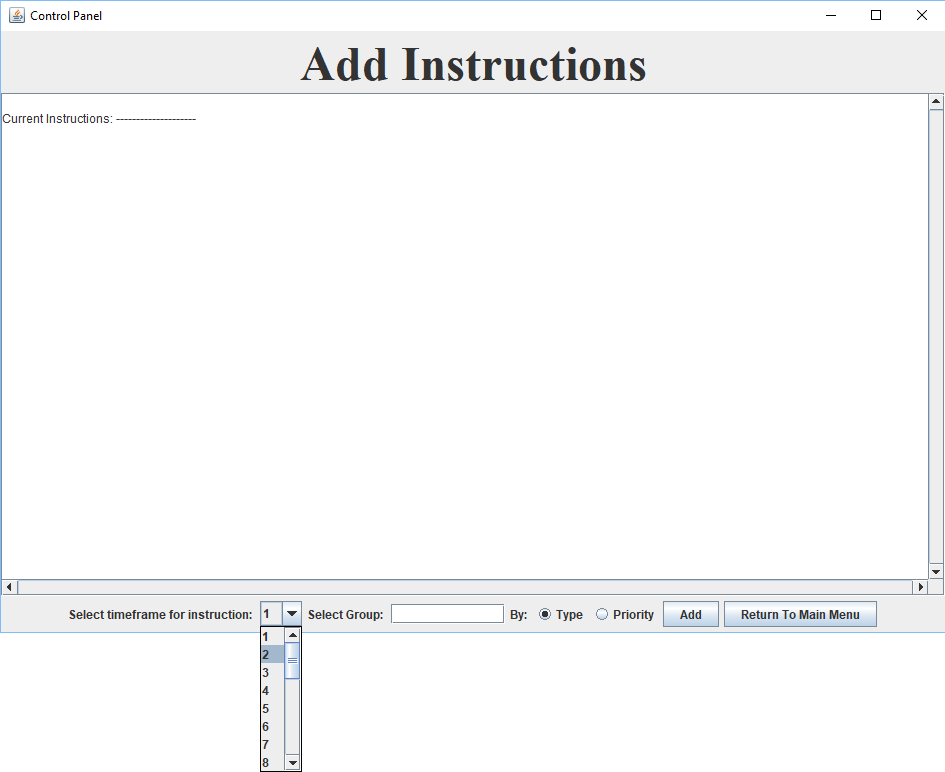 Control Panel
Add Instructions
Current Instructions: --------------------
Select timeframe for instruction: 1 Select Group: By: Type Priority Add Return To Main Menu
1
2
3
4
5
6
7
8